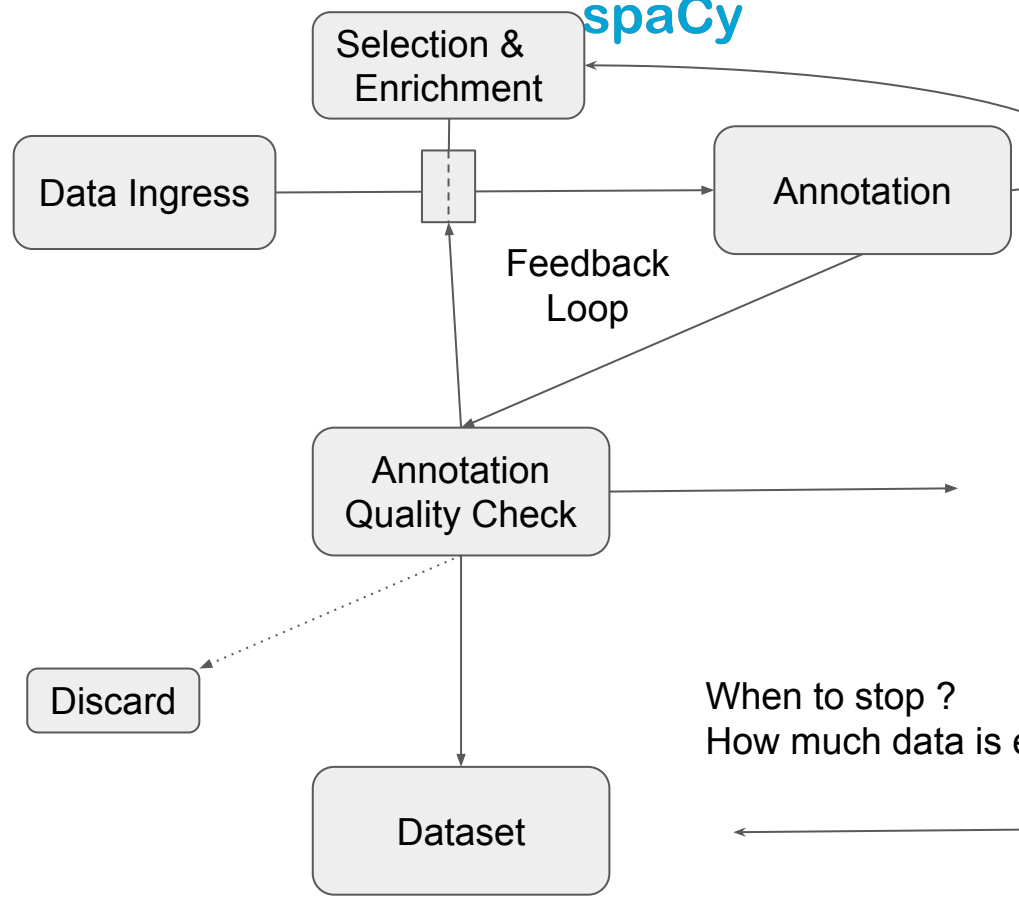 spaCy
Selection &
Enrichment
Data Ingress
Annotation
Feedback
Loop
Annotation
Quality Check
Discard
When to stop ?
How much data is
Dataset